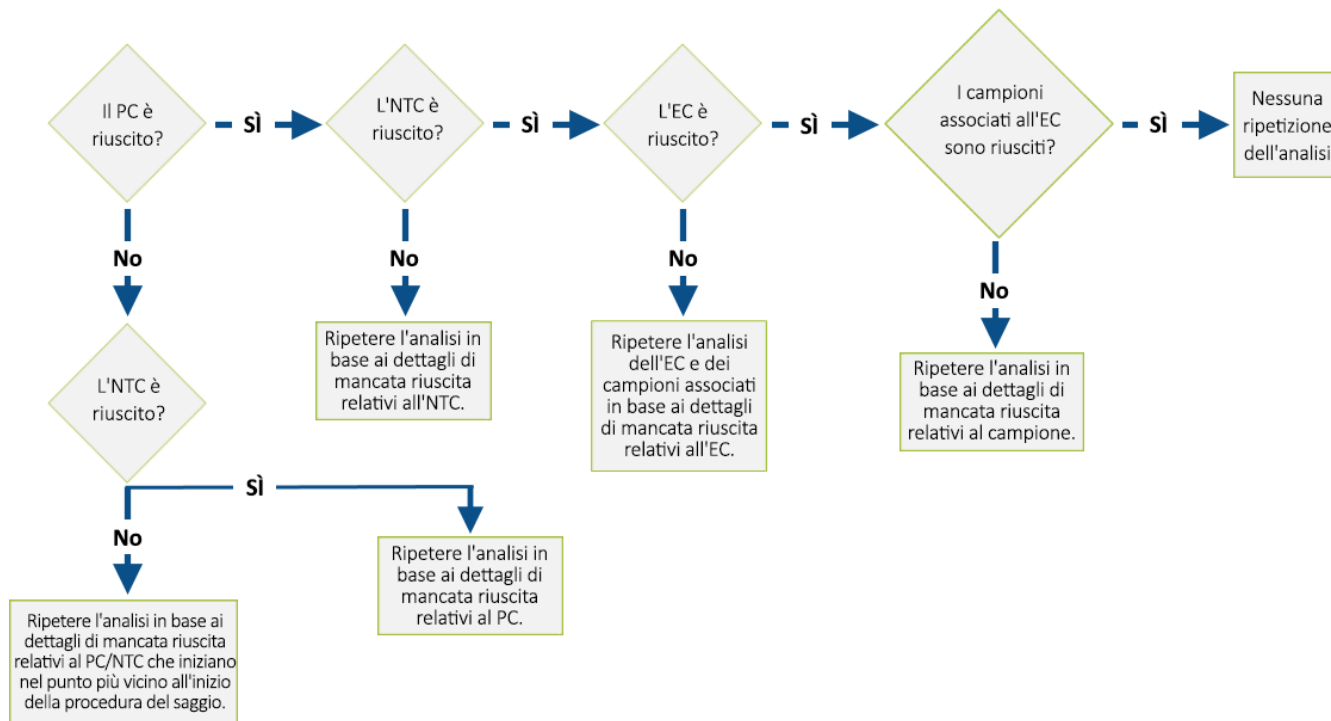 Il PC è
riuscito?
SÌ
L'NTC è
riuscito?
SÌ
L'EC è
riuscito?
SÌ
I campioni
associati all'EC
sono riusciti?
SÌ
Nessuna
ripetizione
dell'analisi
No
No
No
No
L'NTC è
riuscito?
Ripetere l'analisi in
base ai dettagli di
mancata riuscita
relativi all'NTC.
Ripetere l'analisi
dell'EC e dei
campioni associati
in base ai dettagli
di mancata riuscita
relativi all'EC.
Ripetere l'analisi in
base ai dettagli di
mancata riuscita
relativi al campione.
SÌ
No
Ripetere l'analisi in
base ai dettagli di
mancata riuscita
relativi al PC.
Ripetere l'analisi in base ai
dettagli di mancata riuscita
relativi al PC/NTC che iniziano
nel punto più vicino all'inizio
della procedura del saggio.